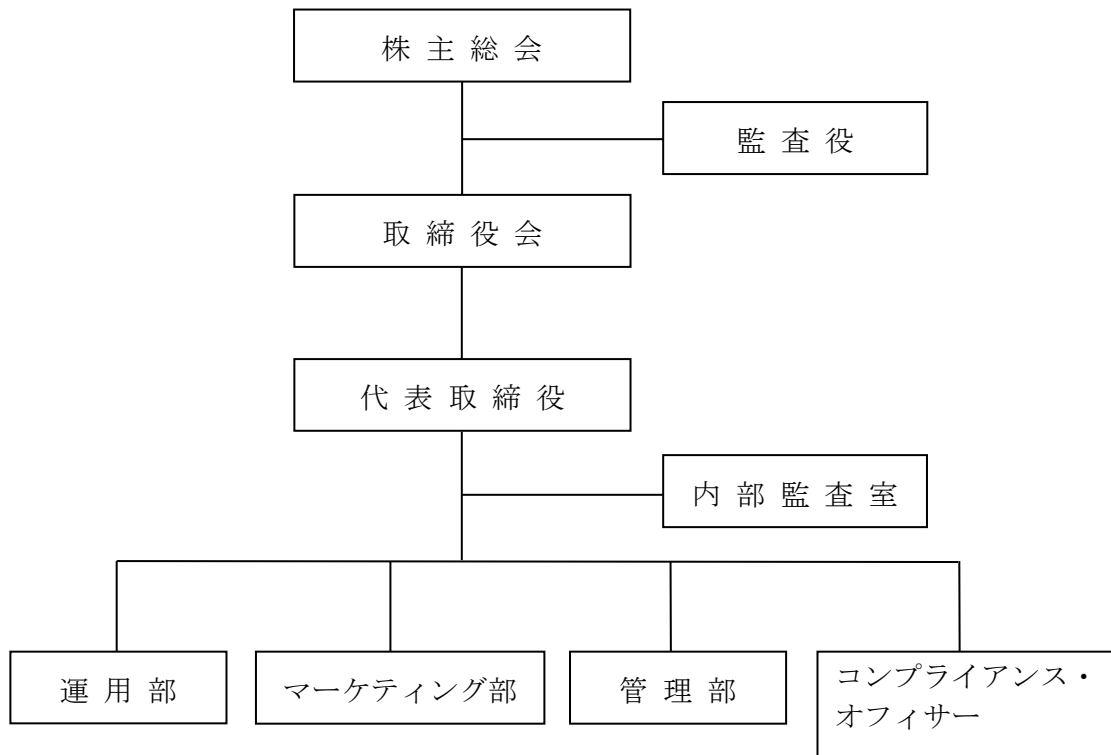 株主総会
監査役
取締役会
代表取締役
内部監査室
運用部
マーケティング部
管理部
コンプライアンス・
オフィサー